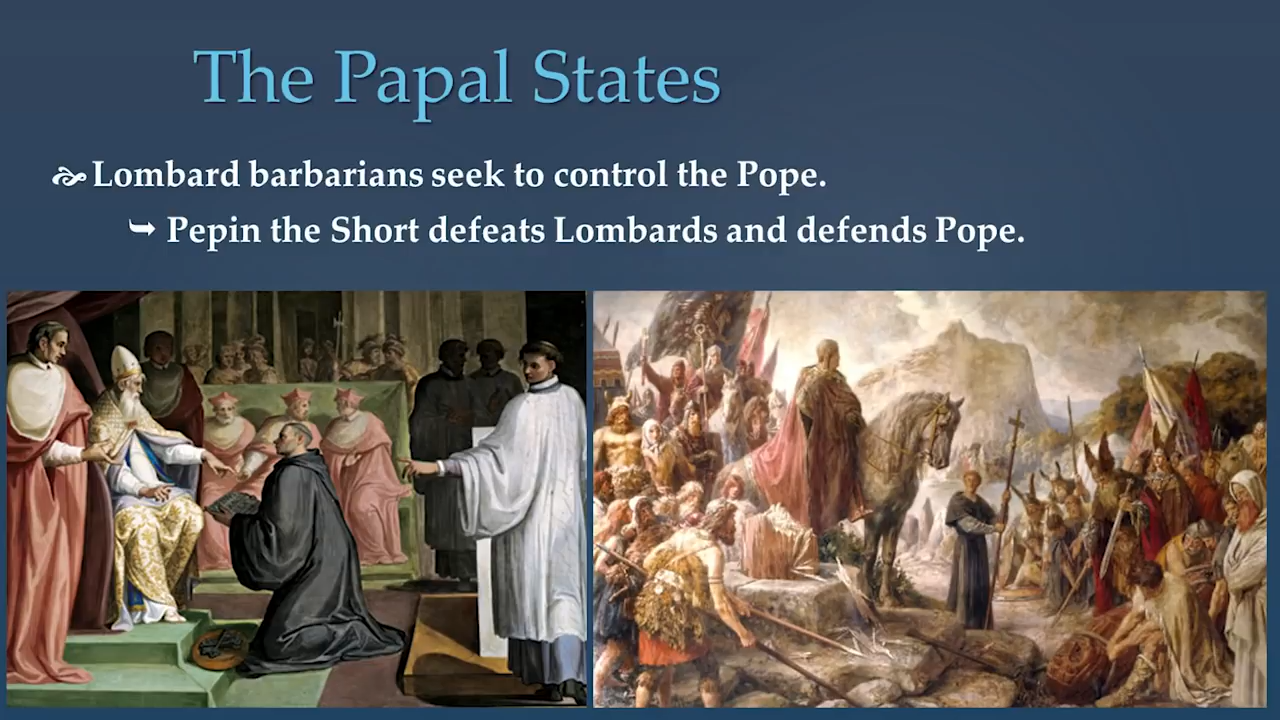 The Papal States
Lombard barbarians seek to control the Pope.
Pepin the Short defeats Lombards and defends Pope.